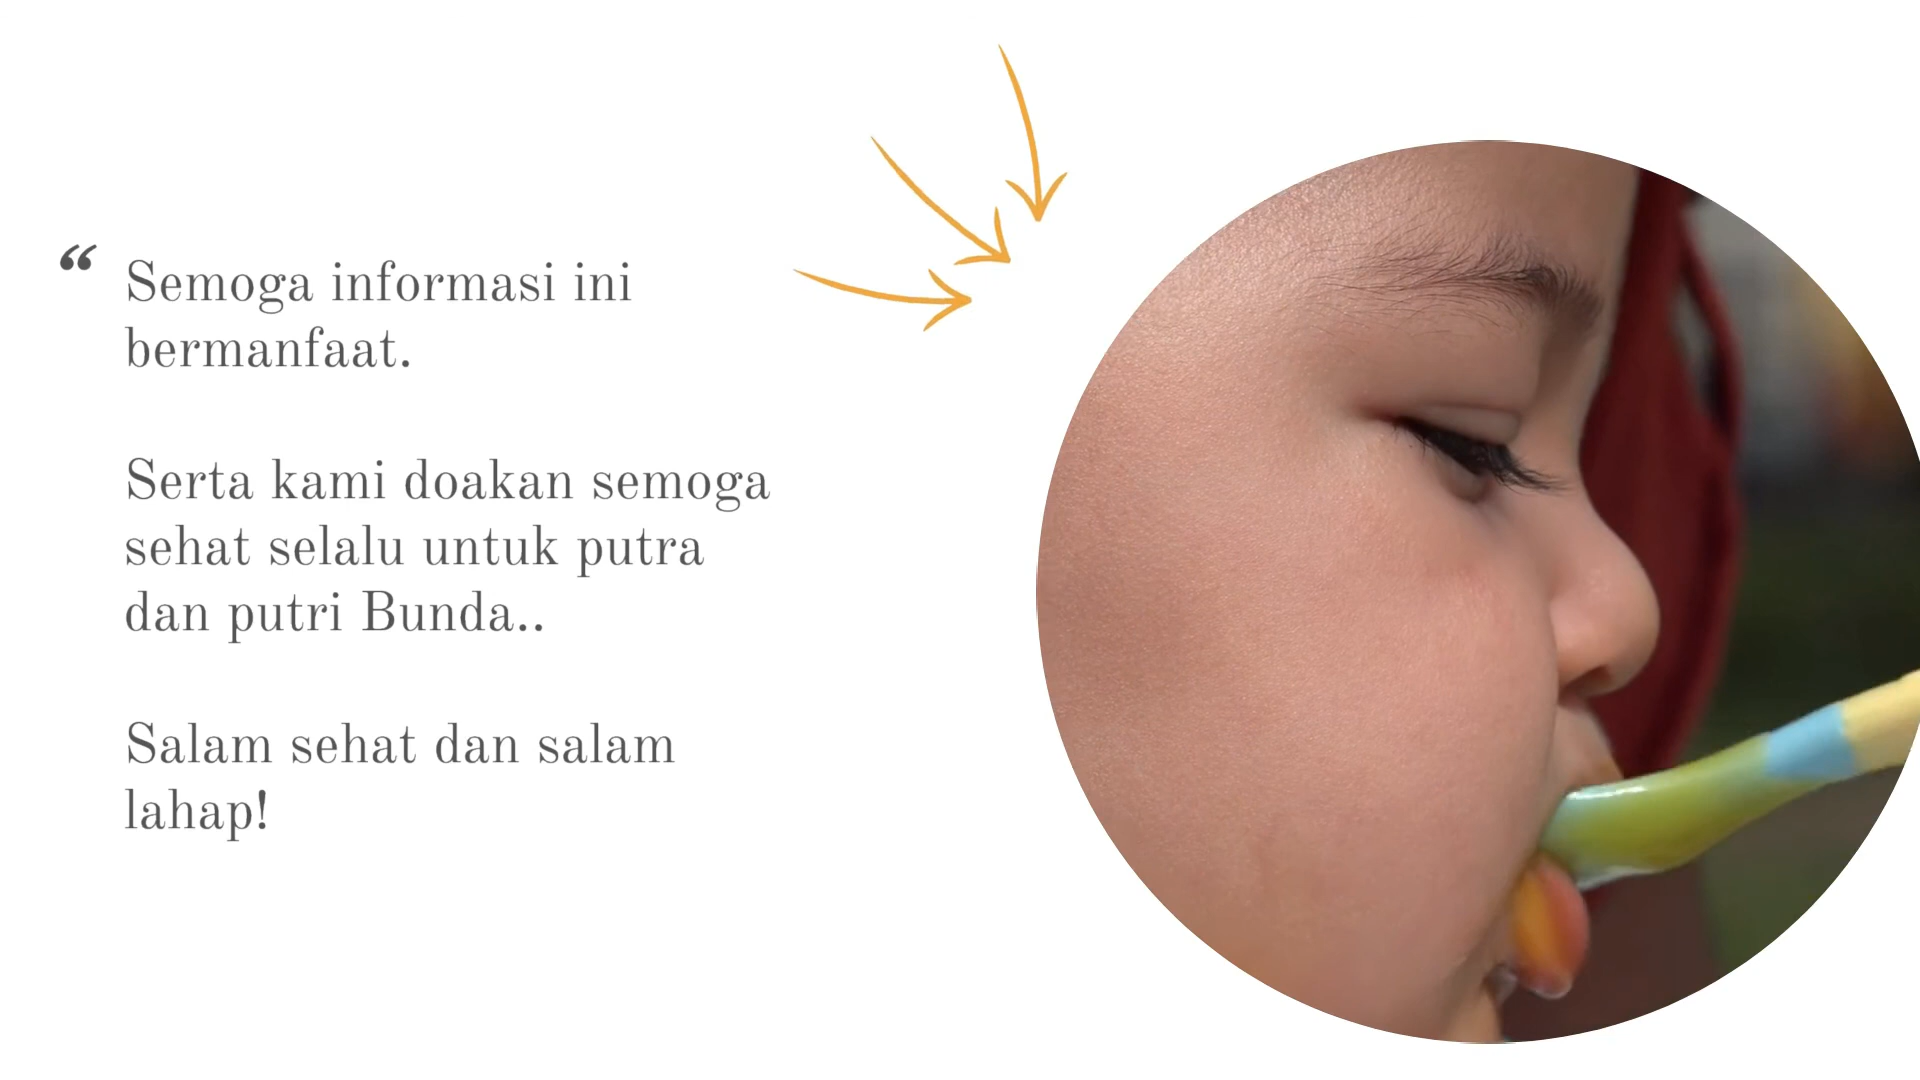 “ Semoga informasi ini
bermanfaat.
Serta kami doakan semoga
sehat selalu untuk putra
dan putri Bunda..
Salam sehat dan salam
lahap!